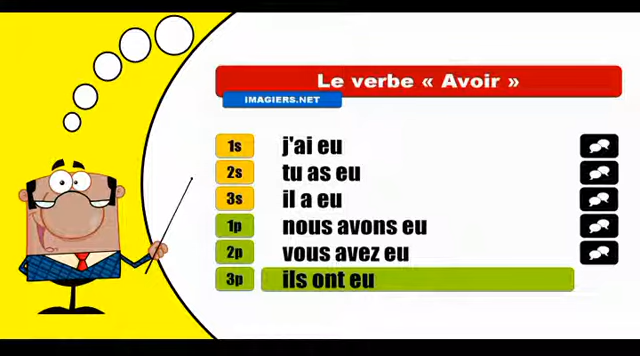 Le verbe « Avoir »
IMAGIERS.NET
1s j'ai eu
2s tu as eu
3s il a eu
1p nous avons eu
2p vous avez eu
3p ils ont eu